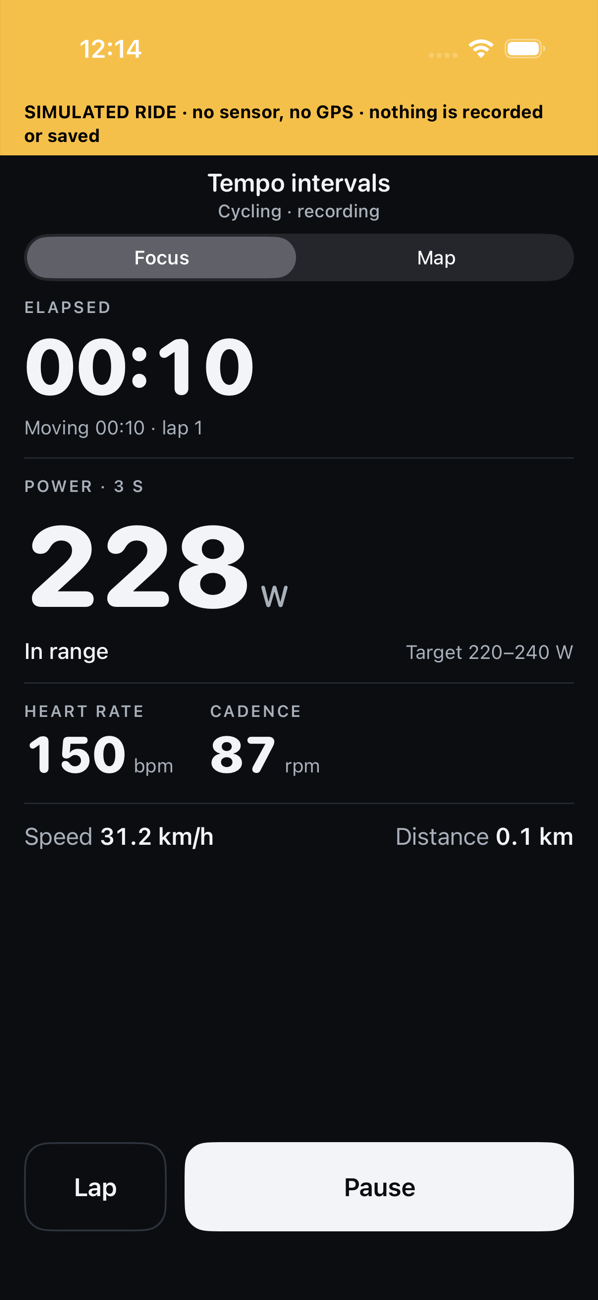 12:14
SIMULATED RIDE · no sensor, no GPS · nothing is recorded
or saved
Tempo intervals
Cycling · recording
Focus Map
ELAPSED
00:10
Moving 00:10 · lap 1
POWER · 3 S
228 W
In range Target 220–240 W
HEART RATE CADENCE
150 bpm 87 rpm
Speed 31.2 km/h Distance 0.1 km
Lap Pause